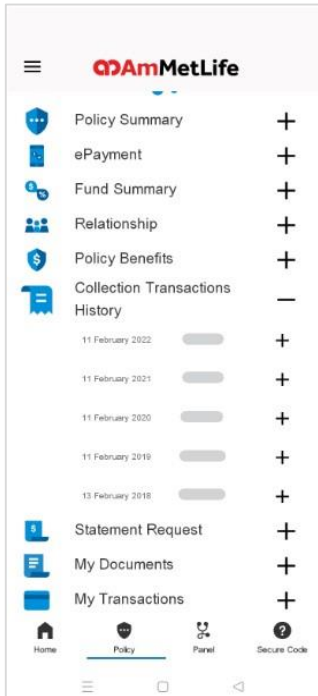 AmMetLife
Policy Summary +
ePayment +
Fund Summary +
Relationship +
Policy Benefits +
Collection Transactions
History −
11 February 2022 +
11 February 2021 +
11 February 2020 +
11 February 2019 +
13 February 2018 +
Statement Request +
My Documents +
My Transactions +
Home Policy Panel Secure Code